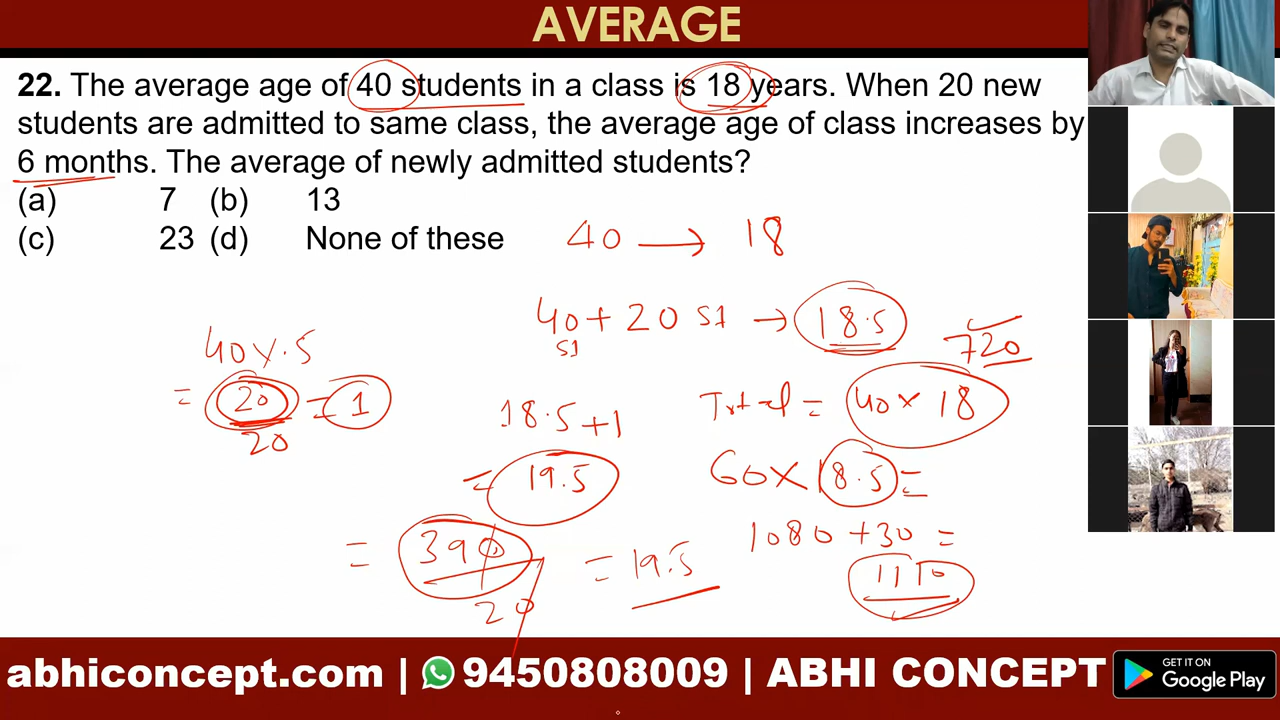 AVERAGE
22. The average age of 40 students in a class is 18 years. When 20 new
students are admitted to same class, the average age of class increases by
6 months. The average of newly admitted students?
(a) 7 (b) 13
(c) 23 (d) None of these
40 → 18
40 + 20 St → 18.5
St
720
40 × .5
= 20 = 1
20
Total = 40 × 18
18.5 + 1
= 19.5
60 × 18.5 =
1080 + 30 =
1110
= 390
20
= 19.5
abhiconcept.com | 9450808009 | ABHI CONCEPT
GET IT ON
Google Play